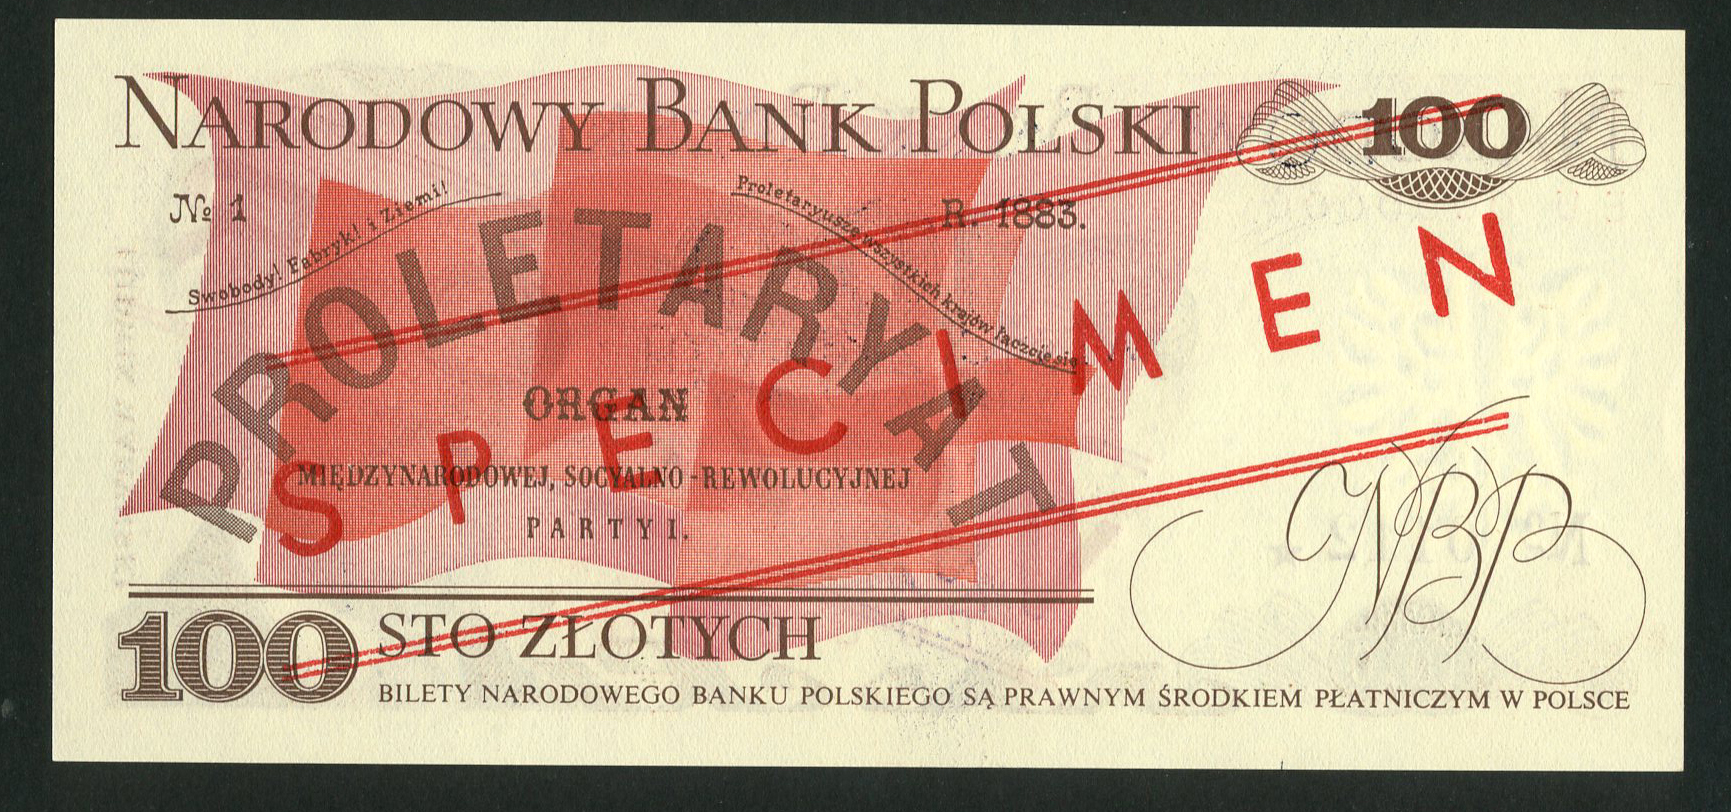 NARODOWY BANK POLSKI 100
№ 1
Swobody! Fabryk! i Ziemi!
Proletaryusze wszystkich krajów łączcie się!
R. 1883.
PROLETARYAT
ORGAN
MIĘDZYNARODOWEJ, SOCYALNO-REWOLUCYJNEJ
PARTYI.
SPECIMEN
NBP
100 STO ZŁOTYCH
BILETY NARODOWEGO BANKU POLSKIEGO SĄ PRAWNYM ŚRODKIEM PŁATNICZYM W POLSCE